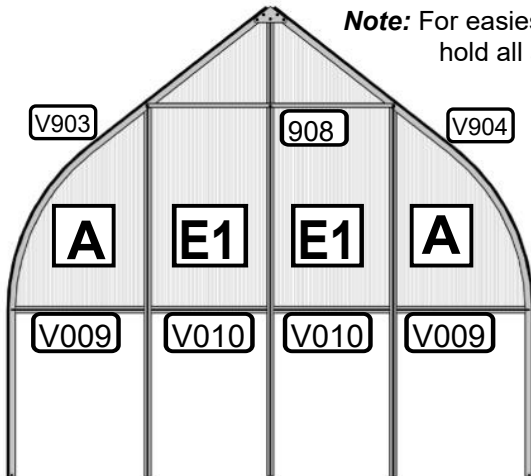 Note: For easies
hold all
V903
V904
908
A E1 E1 A
V009 V010 V010 V009